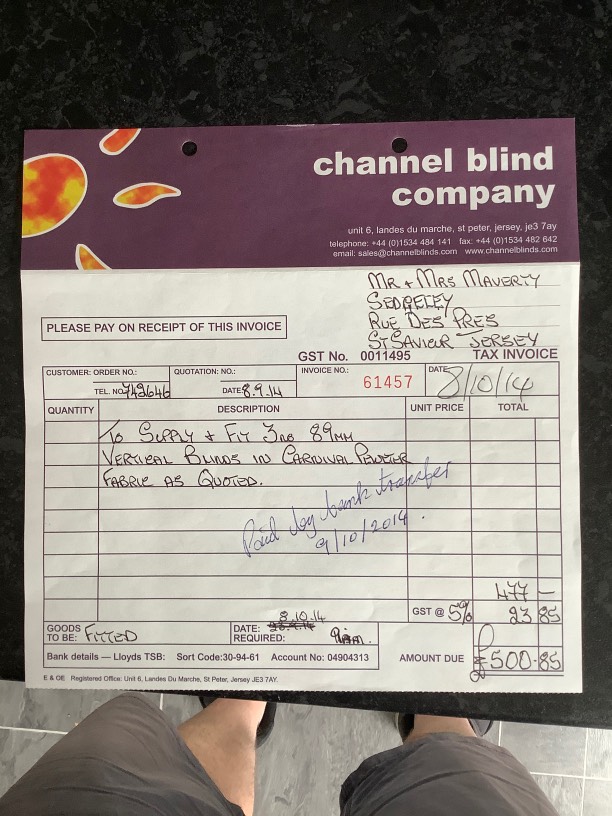 channel blind
company
unit 6, landes du marche, st peter, jersey, je3 7ay
telephone: +44 (0)1534 484 141 fax: +44 (0)1534 482 642
email: sales@channelblinds.com www.channelblinds.com
MR + MRS MAVERTY
SEDGELEY
RUE DES PRES
ST SAVIOUR JERSEY
PLEASE PAY ON RECEIPT OF THIS INVOICE
GST No. 0011495 TAX INVOICE
CUSTOMER: ORDER NO.: QUOTATION: NO.: INVOICE NO.: 61457 DATE 8/10/14
TEL. NO. 742646 DATE 8.9.14
QUANTITY DESCRIPTION UNIT PRICE TOTAL
TO SUPPLY + FIT 3NO 89MM
VERTICAL BLINDS IN CARNIVAL PEWTER
FABRIC AS QUOTED.
Paid by bank transfer
9/10/2014.
477 —
GST @ 5% 23 85
GOODS TO BE: FITTED DATE: REQUIRED: 8.10.14
Bank details — Lloyds TSB: Sort Code:30-94-61 Account No: 04904313 AMOUNT DUE £500.85
E & OE Registered Office: Unit 6, Landes Du Marche, St Peter, Jersey JE3 7AY.